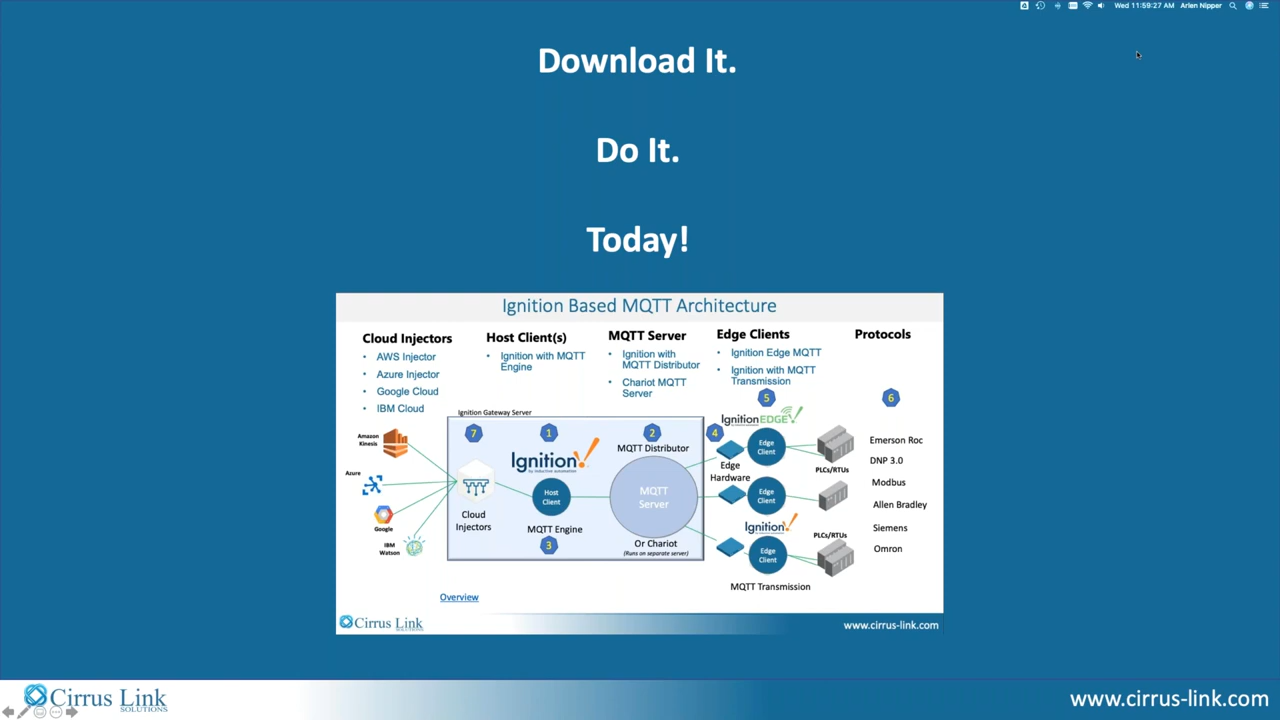 Wed 11:59:27 AM Arlen Nipper
Download It.
Do It.
Today!
Ignition Based MQTT Architecture
Cloud Injectors
• AWS Injector
• Azure Injector
• Google Cloud
• IBM Cloud
Host Client(s)
• Ignition with MQTT
Engine
MQTT Server
• Ignition with
MQTT Distributor
• Chariot MQTT
Server
Edge Clients
• Ignition Edge MQTT
• Ignition with MQTT
Transmission
Protocols
Ignition Gateway Server
7
1
2
3
4
5
6
Amazon
Kinesis
Azure
Google
IBM
Watson
Cloud
Injectors
Ignition!
by inductive automation
Host
Client
MQTT Engine
MQTT Distributor
MQTT
Server
Or Chariot
(Runs on separate server)
IgnitionEDGE!
Edge
Hardware
Edge
Client
Edge
Client
Ignition!
Edge
Client
MQTT Transmission
PLCs/RTUs
PLCs/RTUs
Emerson Roc
DNP 3.0
Modbus
Allen Bradley
Siemens
Omron
Overview
Cirrus Link
SOLUTIONS
www.cirrus-link.com
Cirrus Link
SOLUTIONS
www.cirrus-link.com